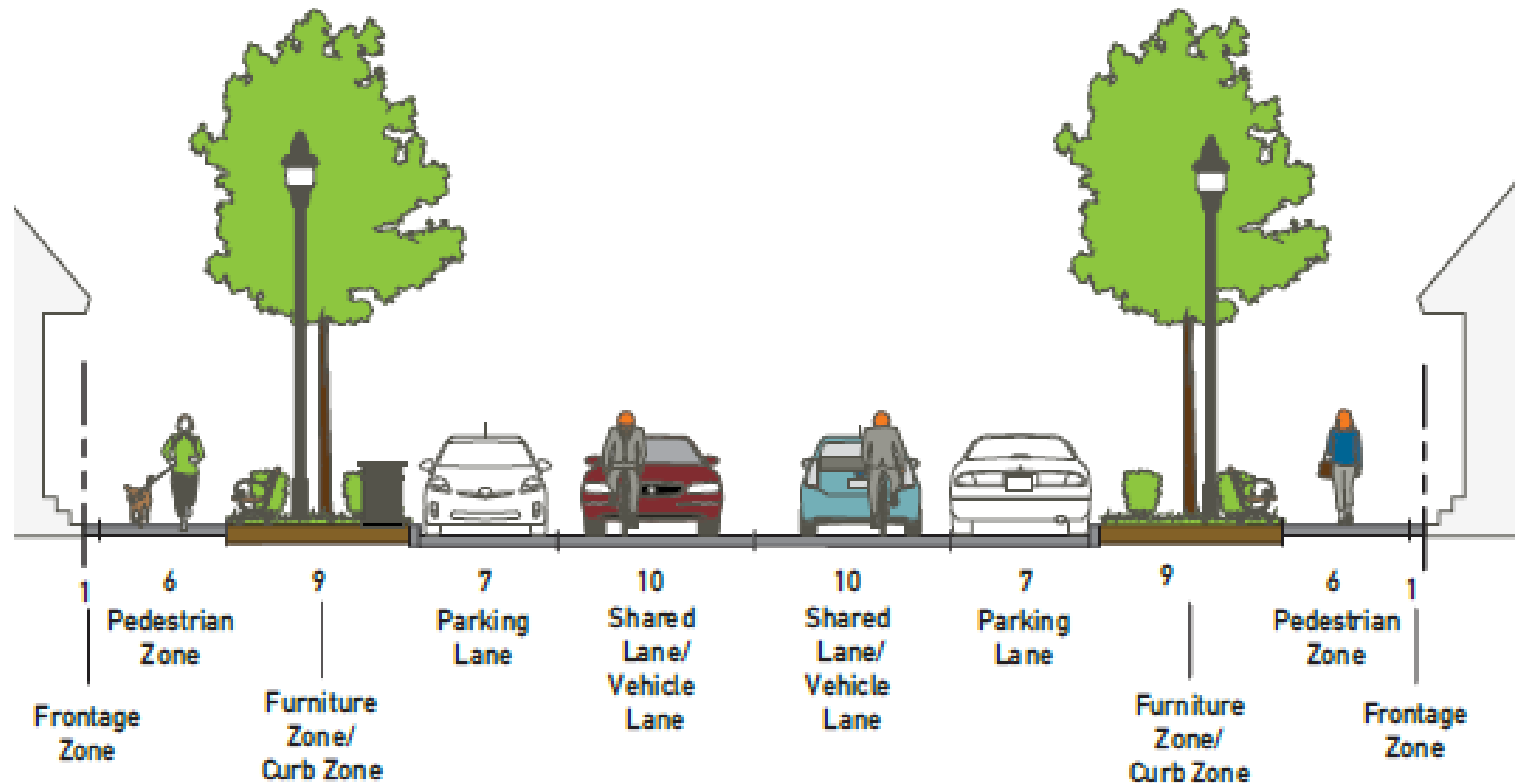 1
6
9
7
10
10
7
9
6
1
Pedestrian
Zone
Parking
Lane
Shared
Lane/
Vehicle
Lane
Shared
Lane/
Vehicle
Lane
Parking
Lane
Pedestrian
Zone
Frontage
Zone
Furniture
Zone/
Curb Zone
Furniture
Zone/
Curb Zone
Frontage
Zone